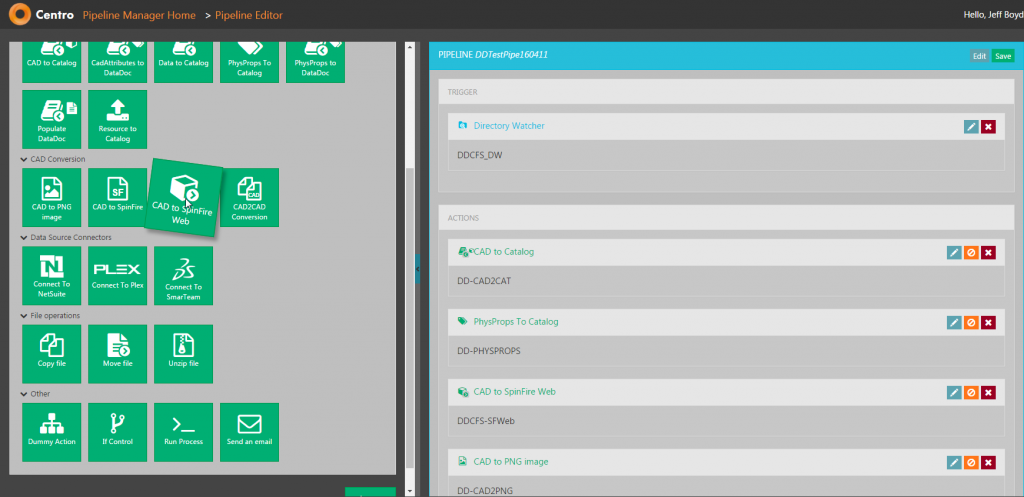 Centro Pipeline Manager Home > Pipeline Editor
Hello, Jeff Boyd
CAD to Catalog
CadAttributes to
DataDoc
Data to Catalog
PhysProps To
Catalog
PhysProps to
DataDoc
Populate
DataDoc
Resource to
Catalog
CAD Conversion
CAD to PNG
image
SF
CAD to SpinFire
CAD to SpinFire
Web
CAD
CAD2CAD
Conversion
Data Source Connectors
Connect To
NetSuite
PLEX
Connect To Plex
Connect To
SmarTeam
File operations
Copy file
Move file
Unzip file
Other
Dummy Action
If Control
Run Process
Send an email
PIPELINE DDTestPipe160411
Edit
Save
TRIGGER
Directory Watcher
DDCFS_DW
ACTIONS
CAD to Catalog
DD-CAD2CAT
PhysProps To Catalog
DD-PHYSPROPS
CAD to SpinFire Web
DDCFS-SFWeb
CAD to PNG image
DD-CAD2PNG